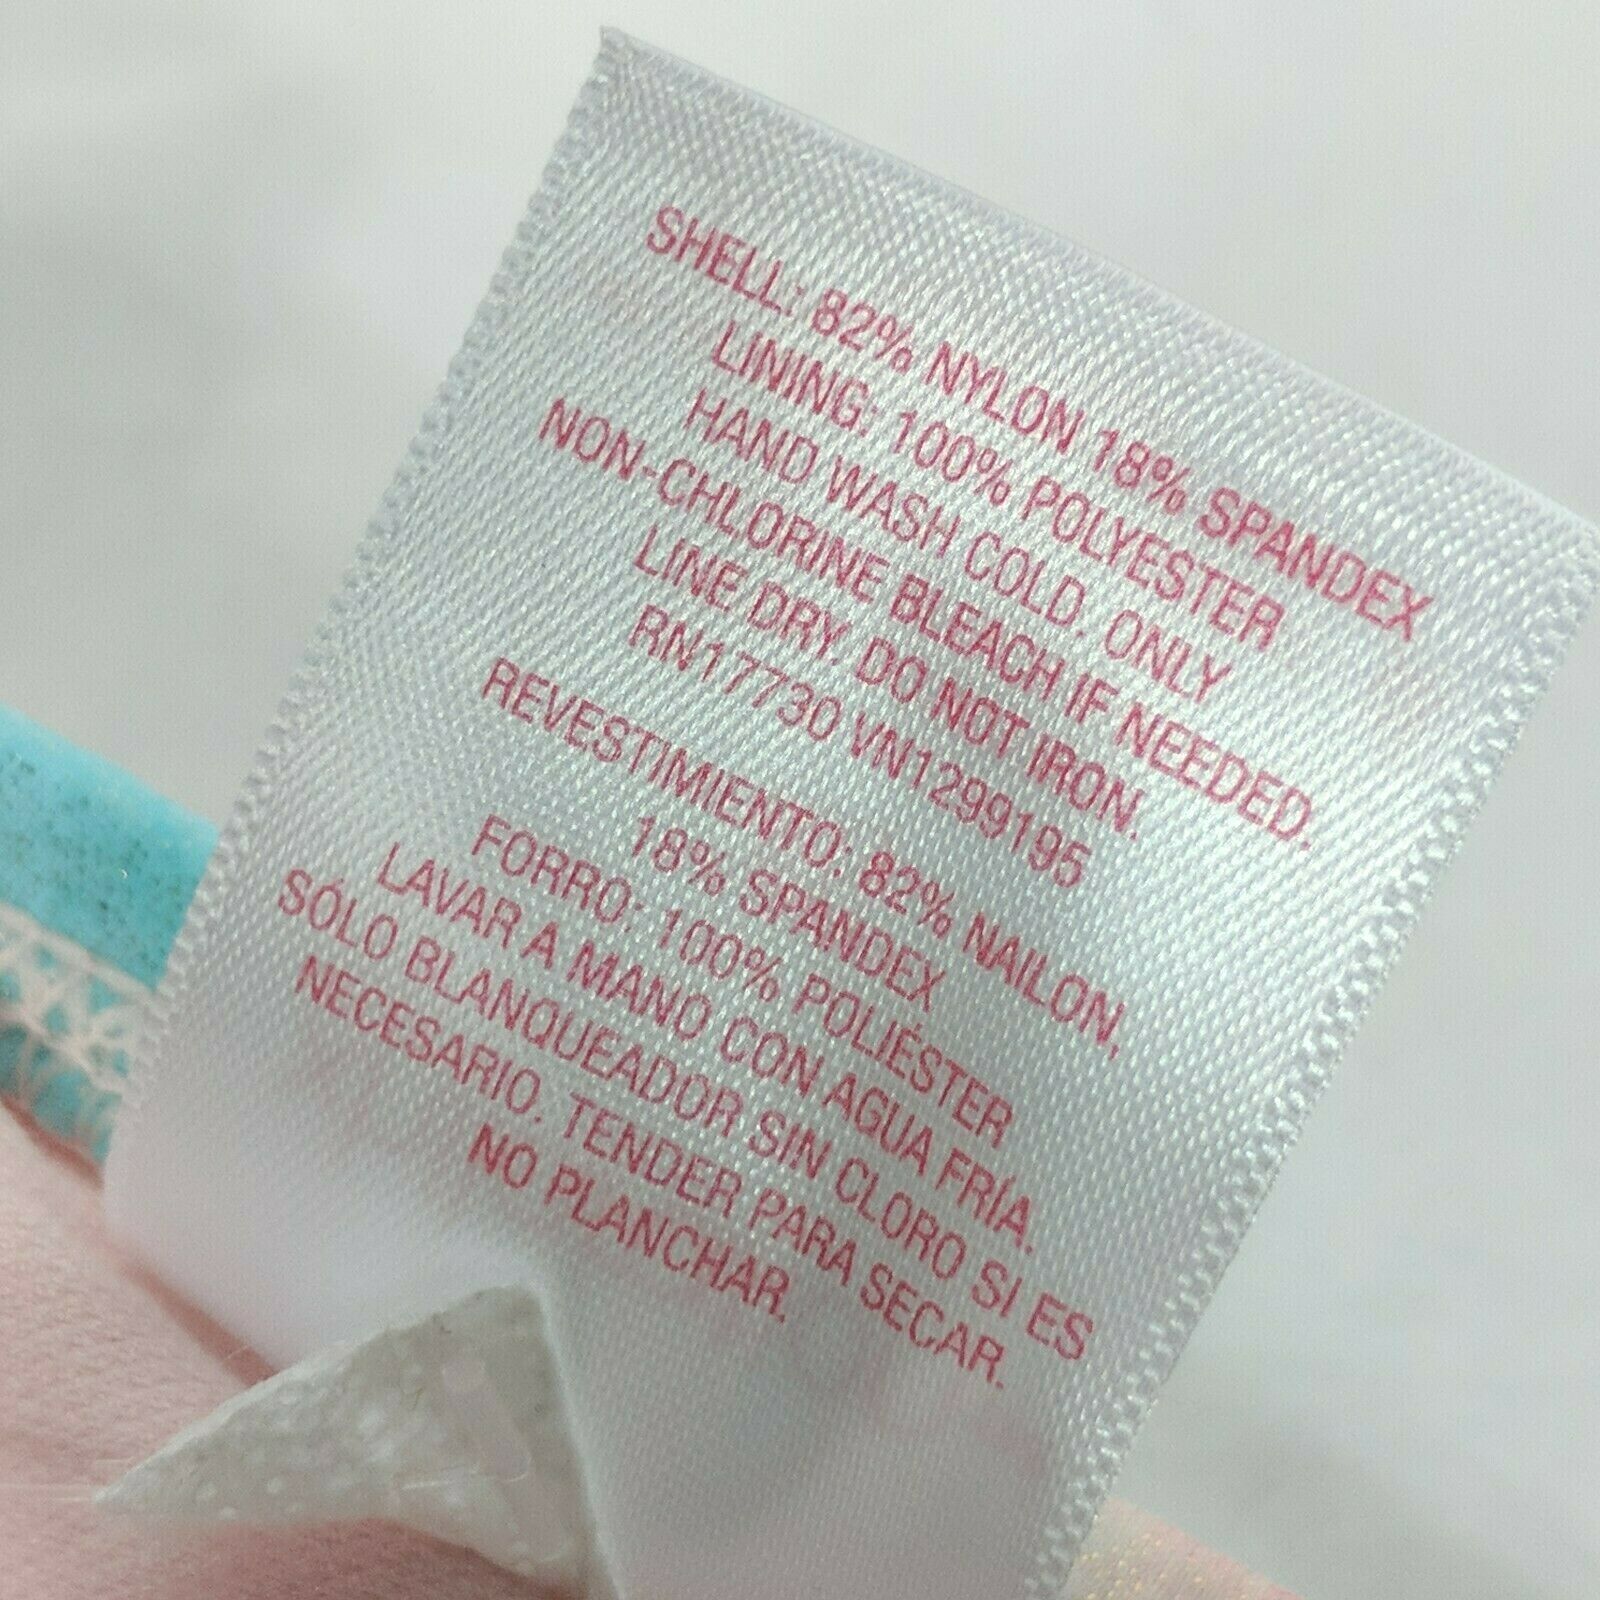 SHELL: 82% NYLON 18% SPANDEX
LINING: 100% POLYESTER
HAND WASH COLD. ONLY
NON-CHLORINE BLEACH IF NEEDED.
LINE DRY. DO NOT IRON.
RN17730 VN1299195
REVESTIMIENTO: 82% NAILON,
18% SPANDEX
FORRO: 100% POLIÉSTER
LAVAR A MANO CON AGUA FRÍA.
SÓLO BLANQUEADOR SIN CLORO SI ES
NECESARIO. TENDER PARA SECAR.
NO PLANCHAR.